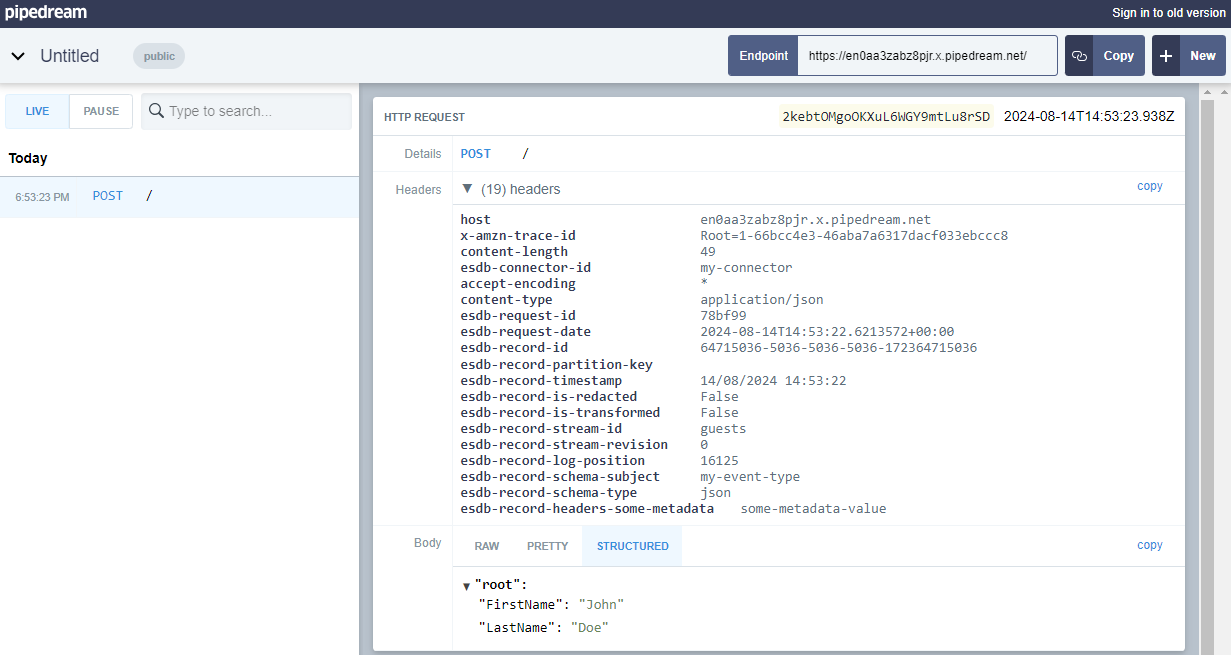 pipedream Sign in to old version
Untitled public Endpoint https://en0aa3zabz8pjr.x.pipedream.net/ Copy New
LIVE PAUSE Type to search...
Today
6:53:23 PM POST /
HTTP REQUEST 2kebtOMgoOKXuL6WGY9mtLu8rSD 2024-08-14T14:53:23.938Z
Details POST /
Headers ▼ (19) headers copy
host en0aa3zabz8pjr.x.pipedream.net
x-amzn-trace-id Root=1-66bcc4e3-46aba7a6317dacf033ebccc8
content-length 49
esdb-connector-id my-connector
accept-encoding *
content-type application/json
esdb-request-id 78bf99
esdb-request-date 2024-08-14T14:53:22.6213572+00:00
esdb-record-id 64715036-5036-5036-5036-172364715036
esdb-record-partition-key
esdb-record-timestamp 14/08/2024 14:53:22
esdb-record-is-redacted False
esdb-record-is-transformed False
esdb-record-stream-id guests
esdb-record-stream-revision 0
esdb-record-log-position 16125
esdb-record-schema-subject my-event-type
esdb-record-schema-type json
esdb-record-headers-some-metadata some-metadata-value
Body RAW PRETTY STRUCTURED copy
▼ "root":
"FirstName": "John"
"LastName": "Doe"